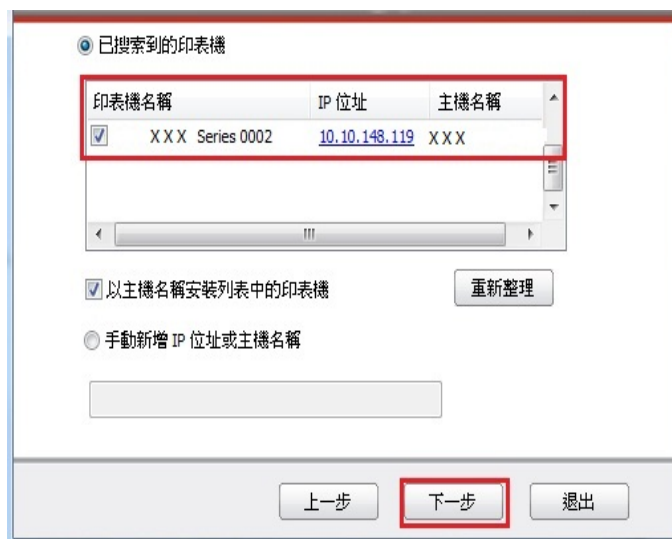 已搜索到的印表機
印表機名稱 IP 位址 主機名稱
X X X Series 0002 10.10.148.119 X X X
以主機名稱安裝列表中的印表機 重新整理
手動新增 IP 位址或主機名稱
上一步 下一步 退出